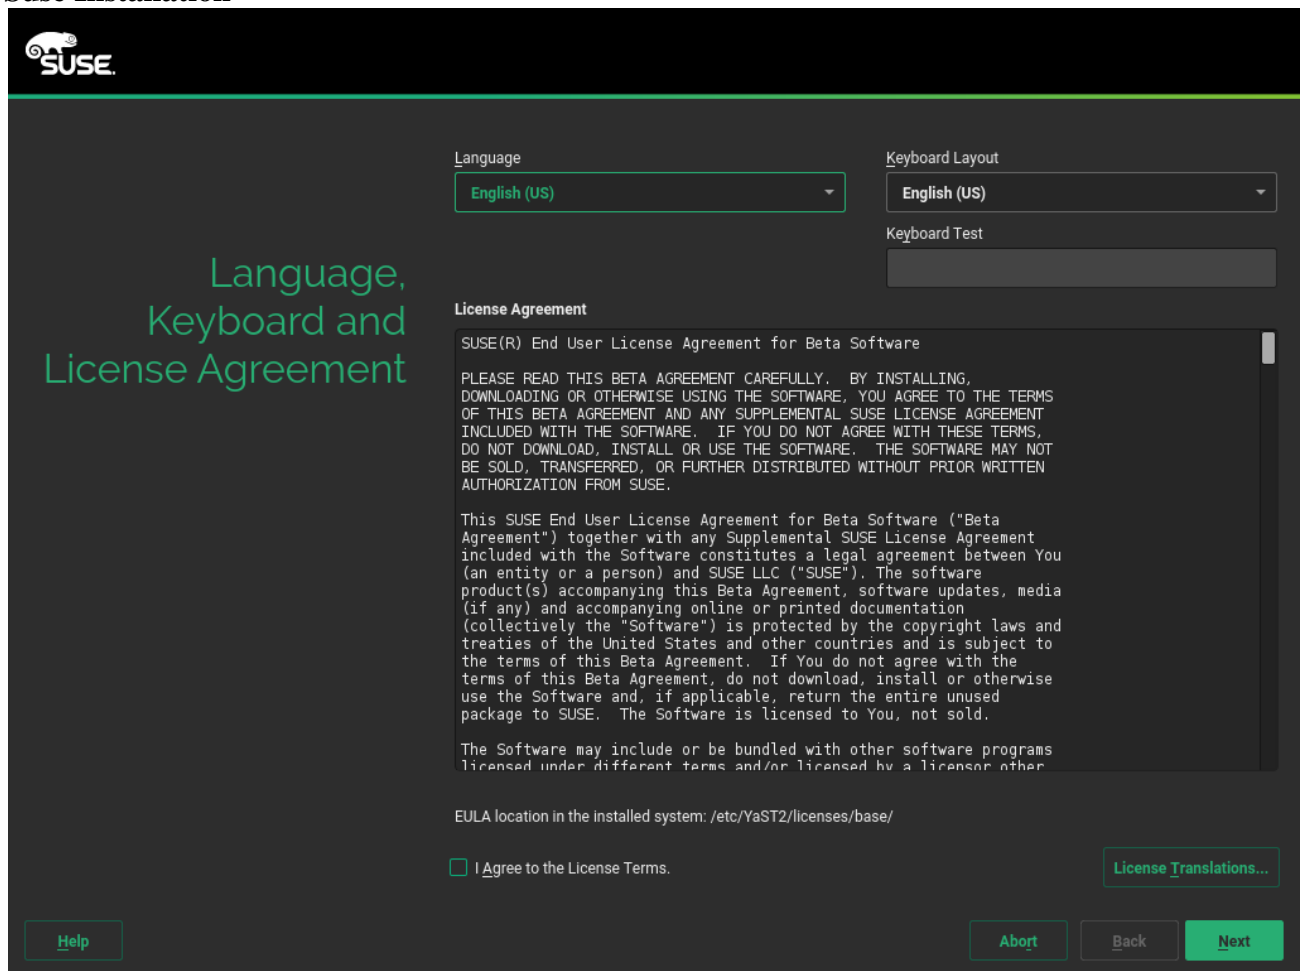 Suse Installation
SUSE.
Language
Keyboard Layout
English (US)
English (US)
Keyboard Test
Language,
Keyboard and
License Agreement
License Agreement
SUSE(R) End User License Agreement for Beta Software
PLEASE READ THIS BETA AGREEMENT CAREFULLY.  BY INSTALLING,
DOWNLOADING OR OTHERWISE USING THE SOFTWARE, YOU AGREE TO THE TERMS
OF THIS BETA AGREEMENT AND ANY SUPPLEMENTAL SUSE LICENSE AGREEMENT
INCLUDED WITH THE SOFTWARE.  IF YOU DO NOT AGREE WITH THESE TERMS,
DO NOT DOWNLOAD, INSTALL OR USE THE SOFTWARE.  THE SOFTWARE MAY NOT
BE SOLD, TRANSFERRED, OR FURTHER DISTRIBUTED WITHOUT PRIOR WRITTEN
AUTHORIZATION FROM SUSE.
This SUSE End User License Agreement for Beta Software ("Beta
Agreement") together with any Supplemental SUSE License Agreement
included with the Software constitutes a legal agreement between You
(an entity or a person) and SUSE LLC ("SUSE"). The software
product(s) accompanying this Beta Agreement, software updates, media
(if any) and accompanying online or printed documentation
(collectively the "Software") is protected by the copyright laws and
treaties of the United States and other countries and is subject to
the terms of this Beta Agreement.  If You do not agree with the
terms of this Beta Agreement, do not download, install or otherwise
use the Software and, if applicable, return the entire unused
package to SUSE.  The Software is licensed to You, not sold.
The Software may include or be bundled with other software programs
licensed under different terms and/or licensed by a licensor other
EULA location in the installed system: /etc/YaST2/licenses/base/
I Agree to the License Terms.
License Translations...
Help
Abort
Back
Next